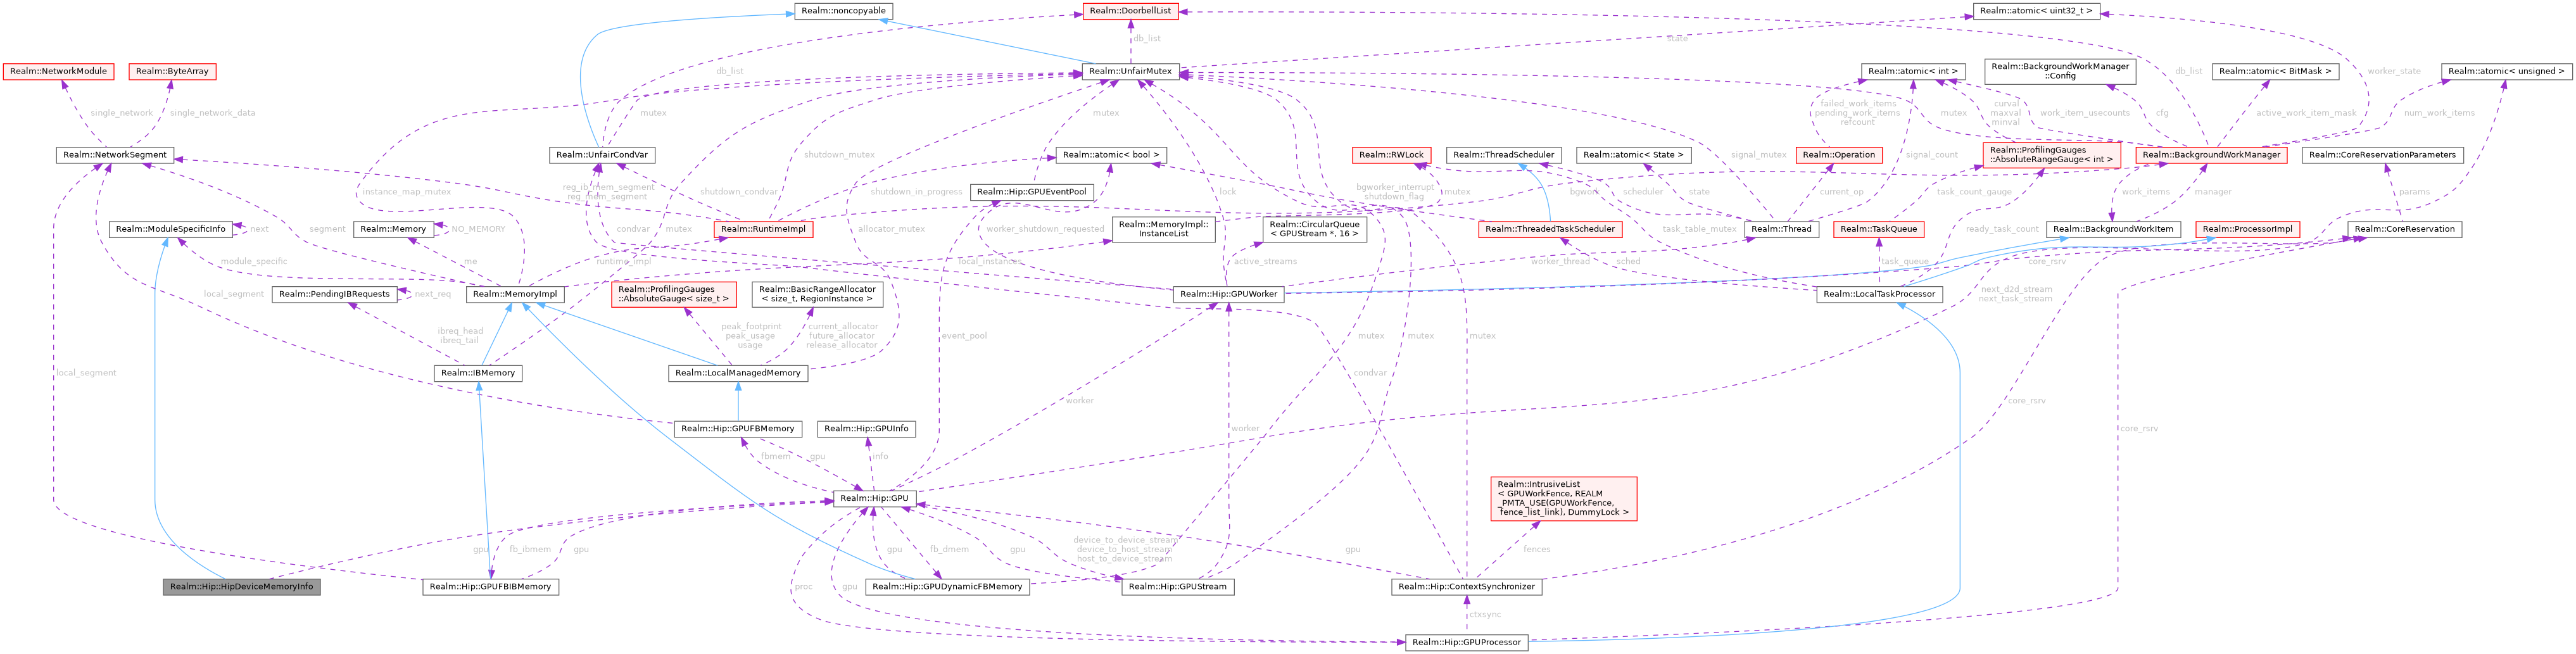 Realm::noncopyable
Realm::DoorbellList
Realm::atomic< uint32_t >
db_list
state
Realm::NetworkModule
Realm::ByteArray
Realm::UnfairMutex
Realm::atomic< int >
Realm::BackgroundWorkManager
::Config
Realm::atomic< BitMask >
Realm::atomic< unsigned >
db_list
db_list
worker_state
single_network
single_network_data
mutex
mutex
failed_work_items
pending_work_items
refcount
curval
maxval
minval
mutex
work_item_usecounts
cfg
active_work_item_mask
num_work_items
Realm::NetworkSegment
Realm::UnfairCondVar
shutdown_mutex
Realm::atomic< bool >
Realm::RWLock
Realm::ThreadScheduler
Realm::atomic< State >
signal_mutex
Realm::Operation
signal_count
Realm::ProfilingGauges
::AbsoluteRangeGauge< int >
Realm::BackgroundWorkManager
Realm::CoreReservationParameters
instance_map_mutex
reg_ib_mem_segment
reg_mem_segment
shutdown_condvar
shutdown_in_progress
Realm::Hip::GPUEventPool
lock
bgworker_interrupt
shutdown_flag
mutex
bgwork
scheduler
state
current_op
task_count_gauge
work_items
manager
params
Realm::ModuleSpecificInfo
next
Realm::Memory
NO_MEMORY
segment
mutex
condvar
Realm::RuntimeImpl
allocator_mutex
worker_shutdown_requested
Realm::MemoryImpl::
InstanceList
Realm::CircularQueue
< GPUStream *, 16 >
Realm::ThreadedTaskScheduler
task_table_mutex
Realm::Thread
Realm::TaskQueue
ready_task_count
Realm::BackgroundWorkItem
Realm::ProcessorImpl
Realm::CoreReservation
module_specific
me
runtime_impl
local_instances
active_streams
worker_thread
sched
task_queue
core_rsrv
local_segment
Realm::PendingIBRequests
next_req
Realm::MemoryImpl
Realm::ProfilingGauges
::AbsoluteGauge< size_t >
Realm::BasicRangeAllocator
< size_t, RegionInstance >
Realm::Hip::GPUWorker
Realm::LocalTaskProcessor
next_d2d_stream
next_task_stream
ibreq_head
ibreq_tail
peak_footprint
peak_usage
usage
current_allocator
future_allocator
release_allocator
event_pool
mutex
mutex
mutex
local_segment
Realm::IBMemory
Realm::LocalManagedMemory
condvar
worker
core_rsrv
Realm::Hip::GPUFBMemory
Realm::Hip::GPUInfo
worker
core_rsrv
fbmem
gpu
info
Realm::Hip::GPU
Realm::IntrusiveList
< GPUWorkFence, REALM
_PMTA_USE(GPUWorkFence,
fence_list_link), DummyLock >
gpu
fb_ibmem
gpu
gpu
fb_dmem
gpu
device_to_device_stream
device_to_host_stream
host_to_device_stream
gpu
fences
Realm::Hip::HipDeviceMemoryInfo
Realm::Hip::GPUFBIBMemory
proc
gpu
Realm::Hip::GPUDynamicFBMemory
Realm::Hip::GPUStream
Realm::Hip::ContextSynchronizer
ctxsync
Realm::Hip::GPUProcessor